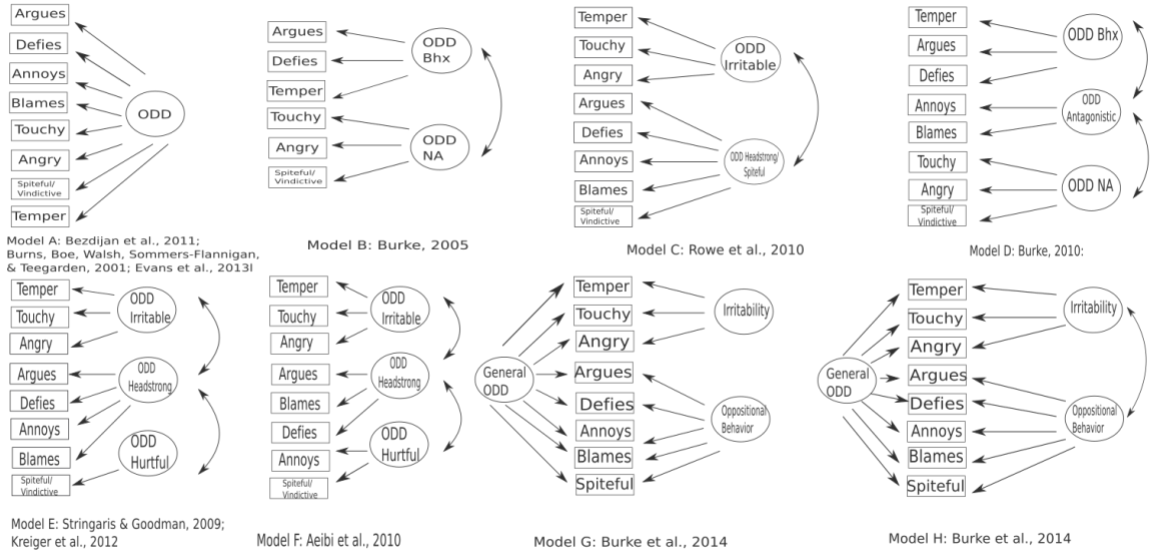 Argues
Defies
Annoys
Blames
Touchy
Angry
Spiteful/
Vindictive
Temper
ODD
Model A: Bezdijan et al., 2011;
Burns, Boe, Walsh, Sommers-Flannigan,
& Teegarden, 2001; Evans et al., 2013l
Argues
Defies
Temper
Touchy
Angry
Spiteful/
Vindictive
ODD
Bhx
ODD
NA
Model B: Burke, 2005
Temper
Touchy
Angry
Argues
Defies
Annoys
Blames
Spiteful/
Vindictive
ODD
Irritable
ODD Headstrong/
Spiteful
Model C: Rowe et al., 2010
Temper
Argues
Defies
Annoys
Blames
Touchy
Angry
Spiteful/
Vindictive
ODD Bhx
ODD
Antagonistic
ODD NA
Model D: Burke, 2010:
Temper
Touchy
Angry
Argues
Defies
Annoys
Blames
Spiteful/
Vindictive
ODD
Irritable
ODD
Headstrong
ODD
Hurtful
Model E: Stringaris & Goodman, 2009;
Kreiger et al., 2012
Temper
Touchy
Angry
Argues
Blames
Defies
Annoys
Spiteful/
Vindictive
ODD
Irritable
ODD
Headstrong
ODD
Hurtful
Model F: Aeibi et al., 2010
General
ODD
Temper
Touchy
Angry
Argues
Defies
Annoys
Blames
Spiteful
Irritability
Oppositional
Behavior
Model G: Burke et al., 2014
General
ODD
Temper
Touchy
Angry
Argues
Defies
Annoys
Blames
Spiteful
Irritability
Oppositional
Behavior
Model H: Burke et al., 2014